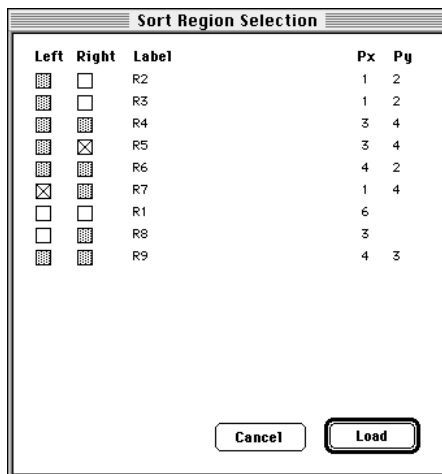 Sort Region Selection
Left Right Label Px Py
R2 1 2
R3 1 2
R4 3 4
R5 3 4
R6 4 2
R7 1 4
R1 6
R8 3
R9 4 3
Cancel Load